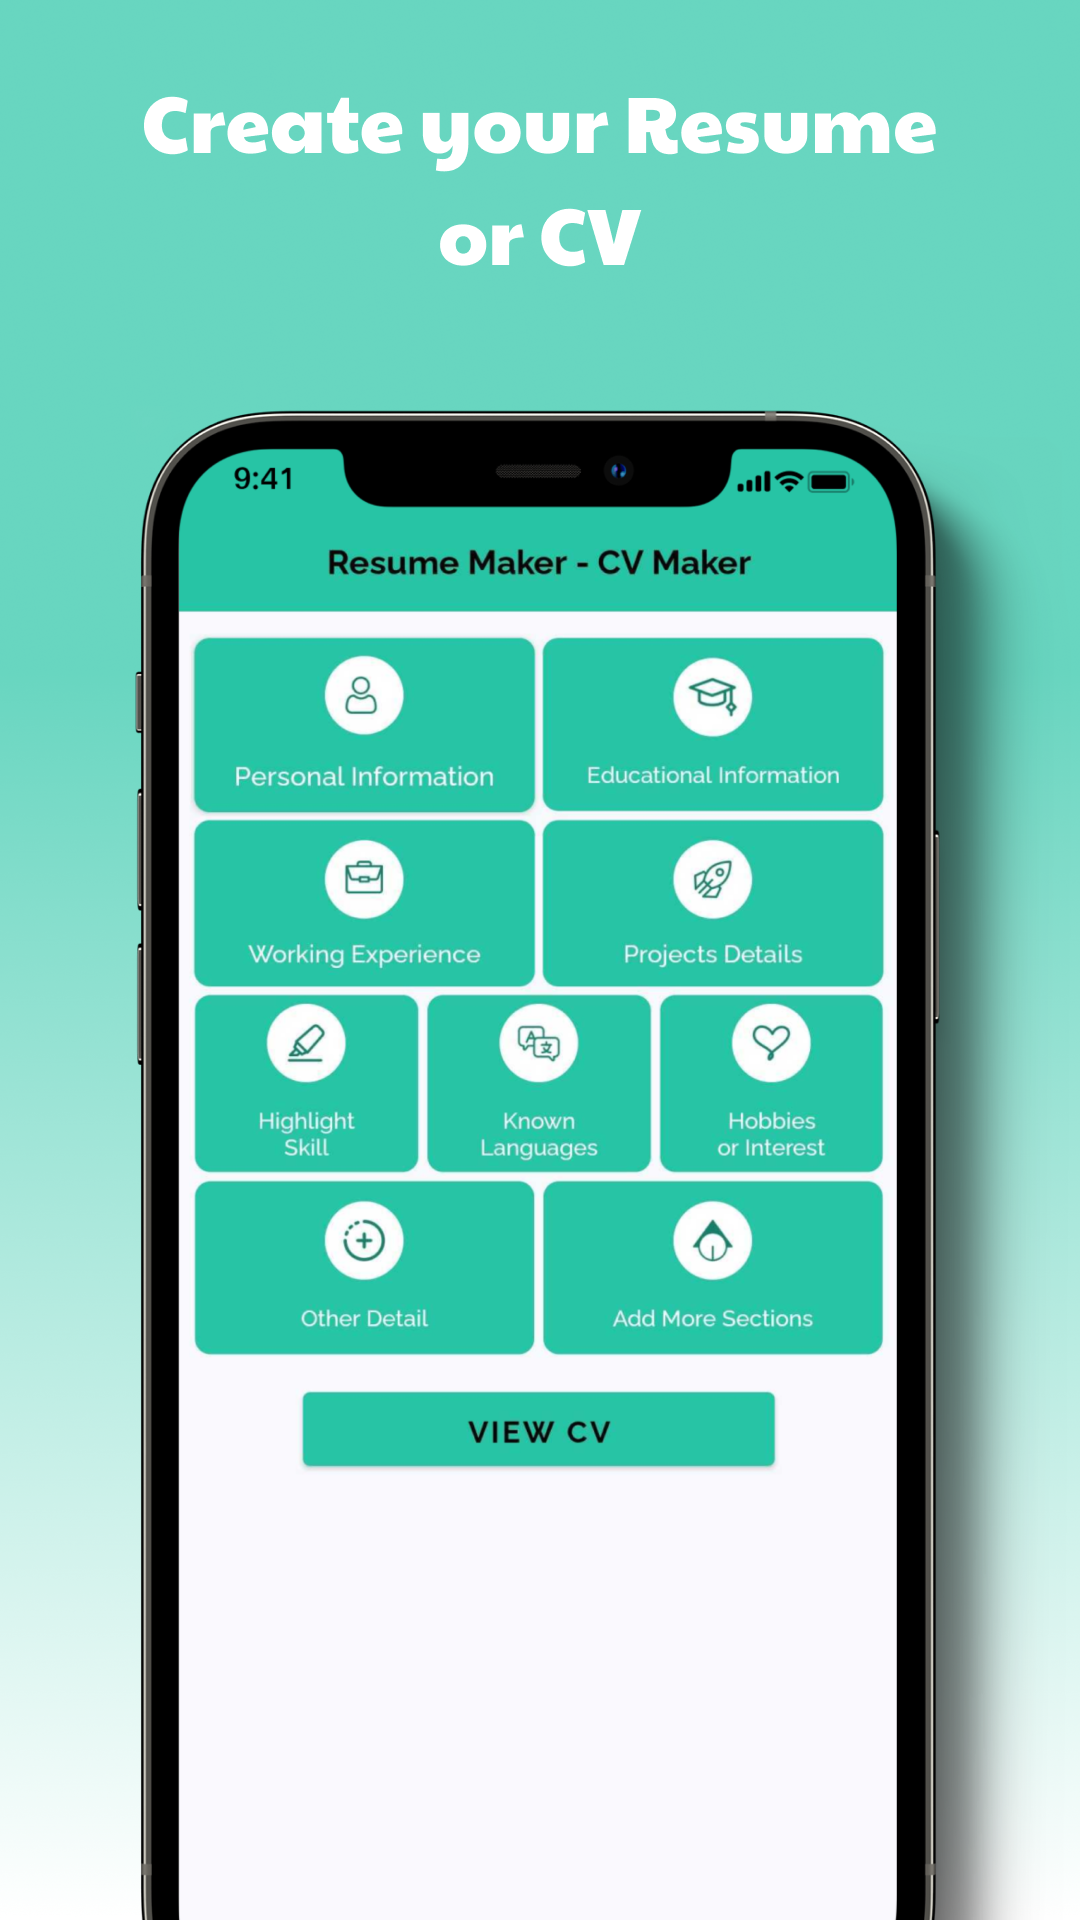 Create your Resume
or CV
9:41
Resume Maker - CV Maker
Personal Information
Educational Information
Working Experience
Projects Details
Highlight
Skill
Known
Languages
Hobbies
or Interest
Other Detail
Add More Sections
VIEW CV